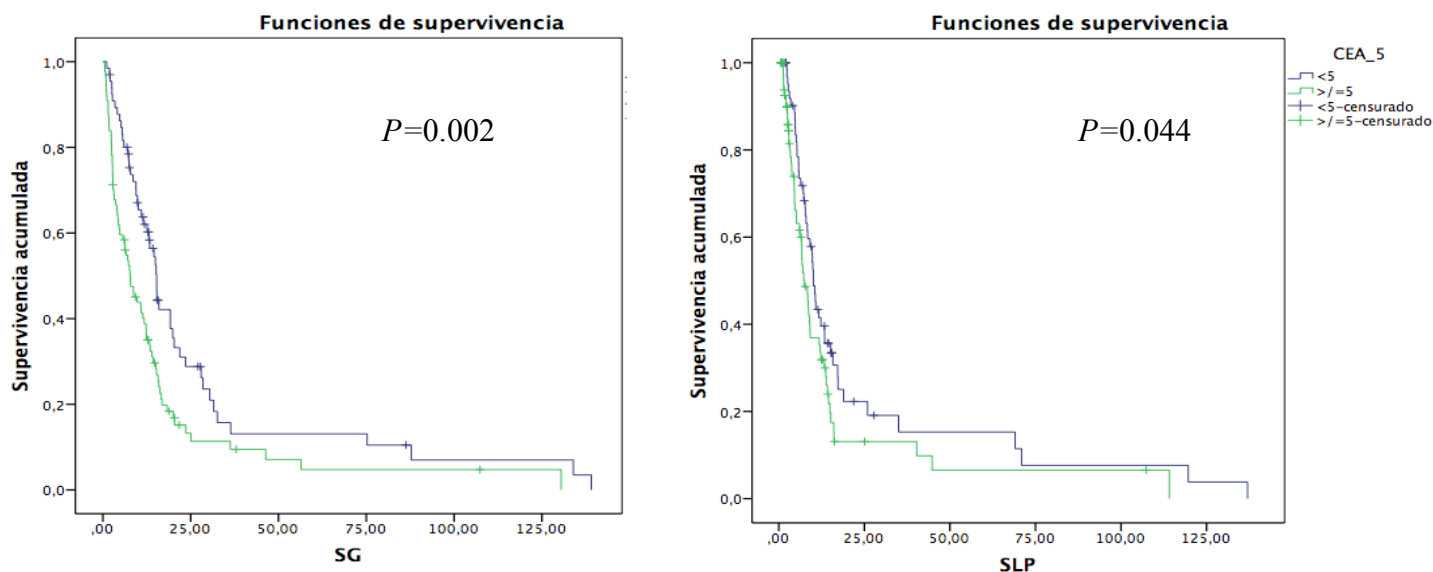 Funciones de supervivencia
P=0.002
Supervivencia acumulada
1,0
0,8
0,6
0,4
0,2
0,0
,00 25,00 50,00 75,00 100,00 125,00
SG
Funciones de supervivencia
P=0.044
Supervivencia acumulada
1,0
0,8
0,6
0,4
0,2
0,0
,00 25,00 50,00 75,00 100,00 125,00
SLP
CEA_5
<5
>/=5
<5-censurado
>/=5-censurado